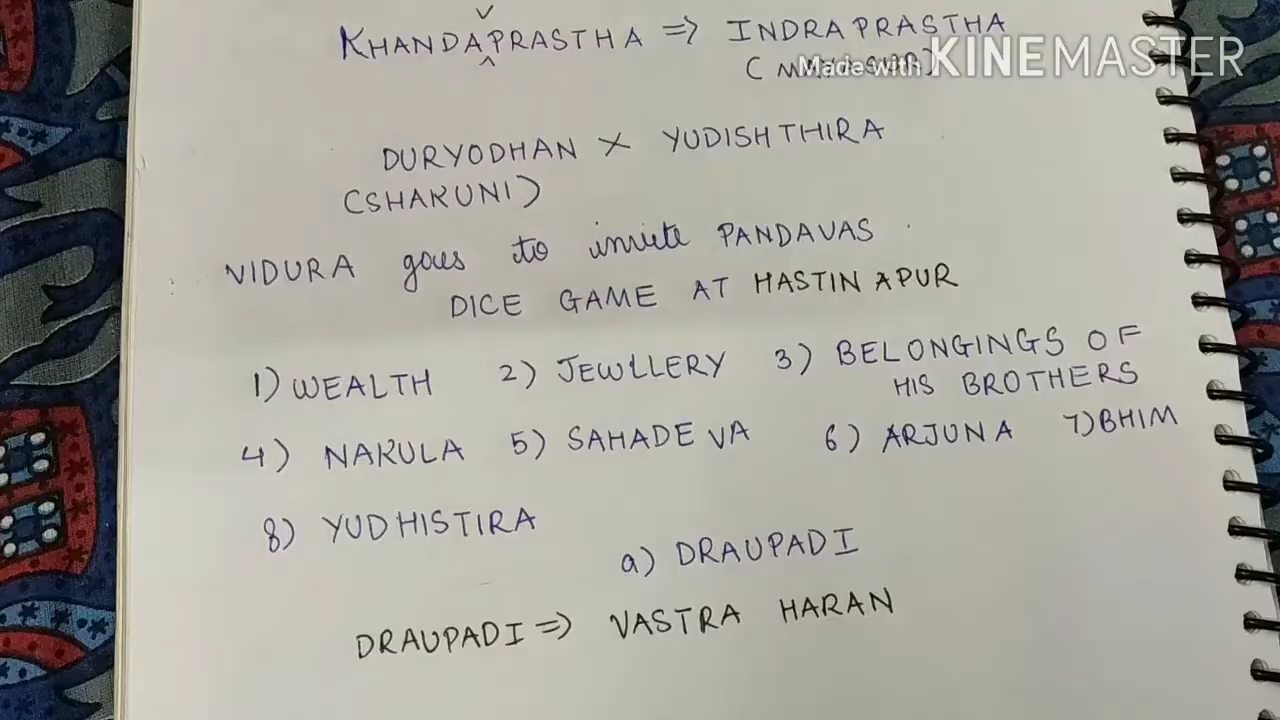 KHANDAPRASTHA => INDRAPRASTHA
V
Made with KINEMASTER
DURYODHAN X YUDISHTHIRA
(SHAKUNI)
VIDURA goes to invite PANDAVAS
DICE GAME AT HASTINAPUR
1) WEALTH 2) JEWLLERY 3) BELONGINGS OF
HIS BROTHERS
4) NAKULA 5) SAHADEVA 6) ARJUNA 7) BHIM
8) YUDHISTIRA
a) DRAUPADI
DRAUPADI => VASTRA HARAN